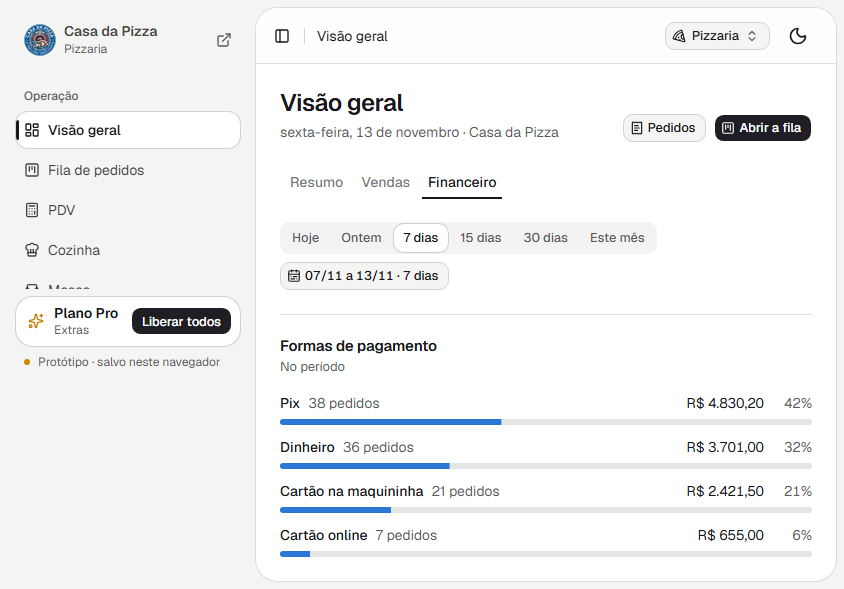 Casa da Pizza
Pizzaria
Operação
Visão geral
Fila de pedidos
PDV
Cozinha
Plano Pro
Extras
Liberar todos
Protótipo · salvo neste navegador
Visão geral
Pizzaria
Visão geral
sexta-feira, 13 de novembro · Casa da Pizza
Pedidos
Abrir a fila
Resumo Vendas Financeiro
Hoje Ontem 7 dias 15 dias 30 dias Este mês
07/11 a 13/11 · 7 dias
Formas de pagamento
No período
Pix 38 pedidos R$ 4.830,20 42%
Dinheiro 36 pedidos R$ 3.701,00 32%
Cartão na maquininha 21 pedidos R$ 2.421,50 21%
Cartão online 7 pedidos R$ 655,00 6%